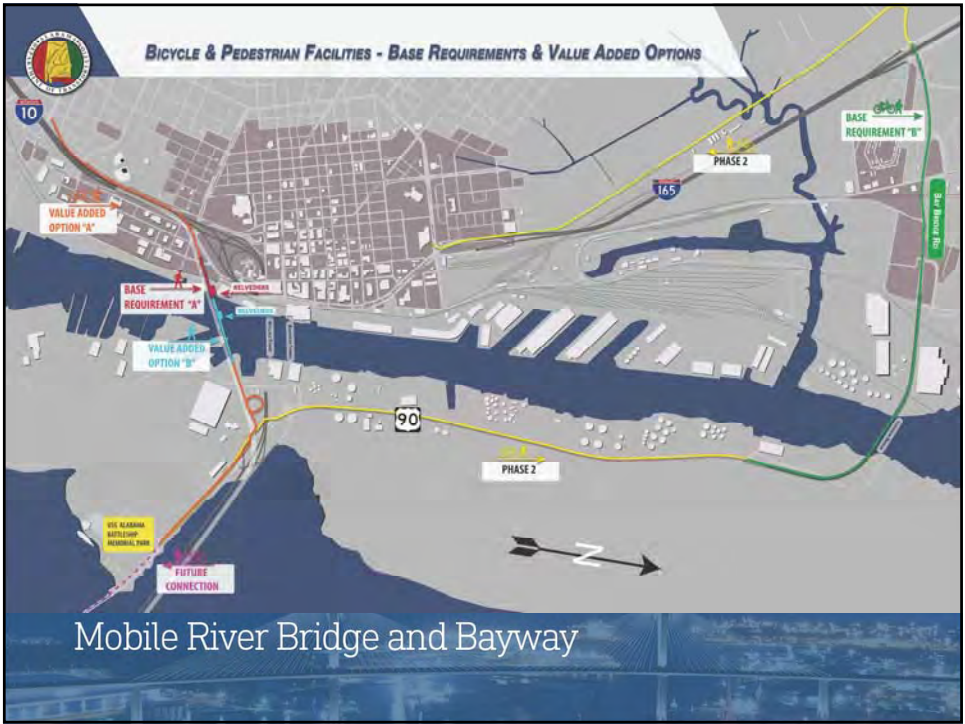 BICYCLE & PEDESTRIAN FACILITIES - BASE REQUIREMENTS & VALUE ADDED OPTIONS
10
BASE
REQUIREMENT "B"
PHASE 2
165
VALUE ADDED
OPTION "A"
BAY BRIDGE RD
BASE
REQUIREMENT "A"
BELVEDERE
BELVEDERE
VALUE ADDED
OPTION "B"
90
PHASE 2
USS ALABAMA
BATTLESHIP
MEMORIAL PARK
N
FUTURE
CONNECTION
Mobile River Bridge and Bayway